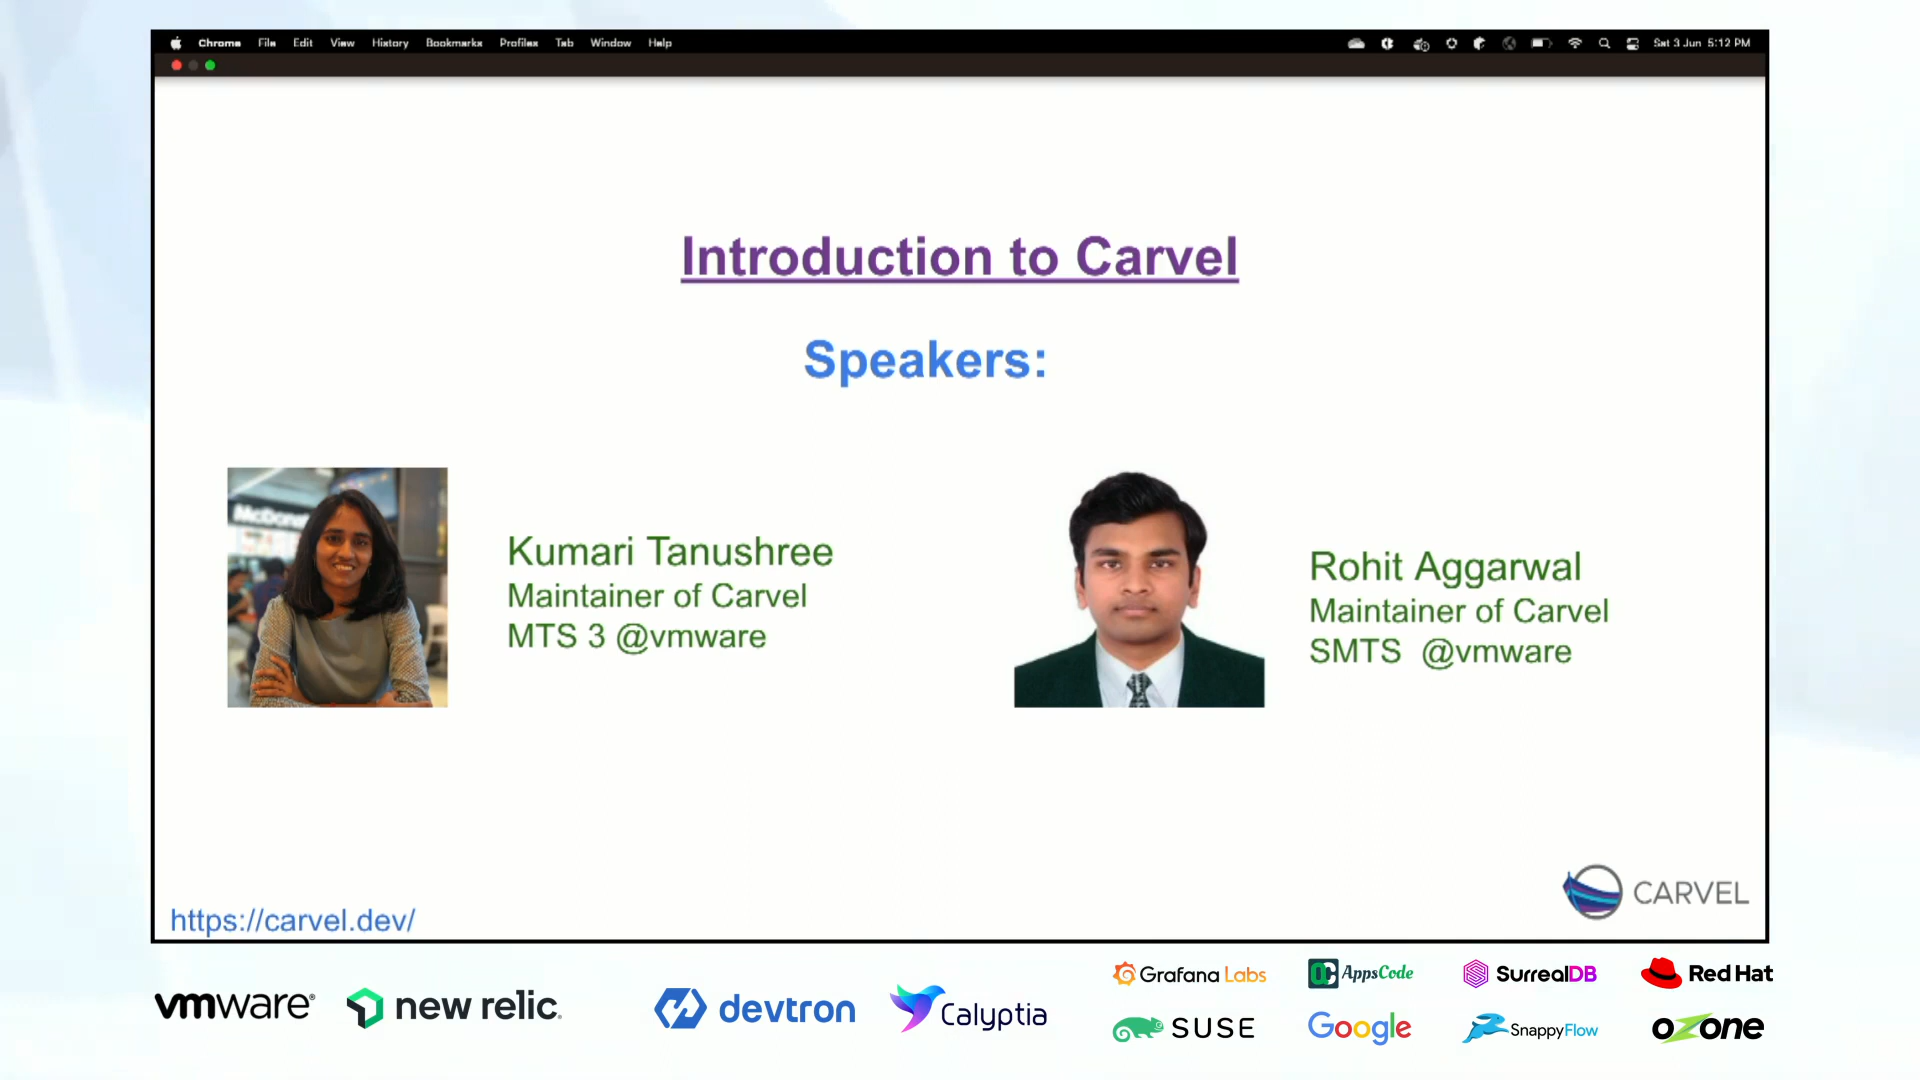 Chrome File Edit View History Bookmarks Profiles Tab Window Help
Sat 3 Jun 5:12 PM
Introduction to Carvel
Speakers:
Kumari Tanushree
Maintainer of Carvel
MTS 3 @vmware
Rohit Aggarwal
Maintainer of Carvel
SMTS @vmware
https://carvel.dev/
CARVEL
vmware®
new relic.
devtron
Calyptia
Grafana Labs
AppsCode
SurrealDB
Red Hat
SUSE
Google
SnappyFlow
ozone